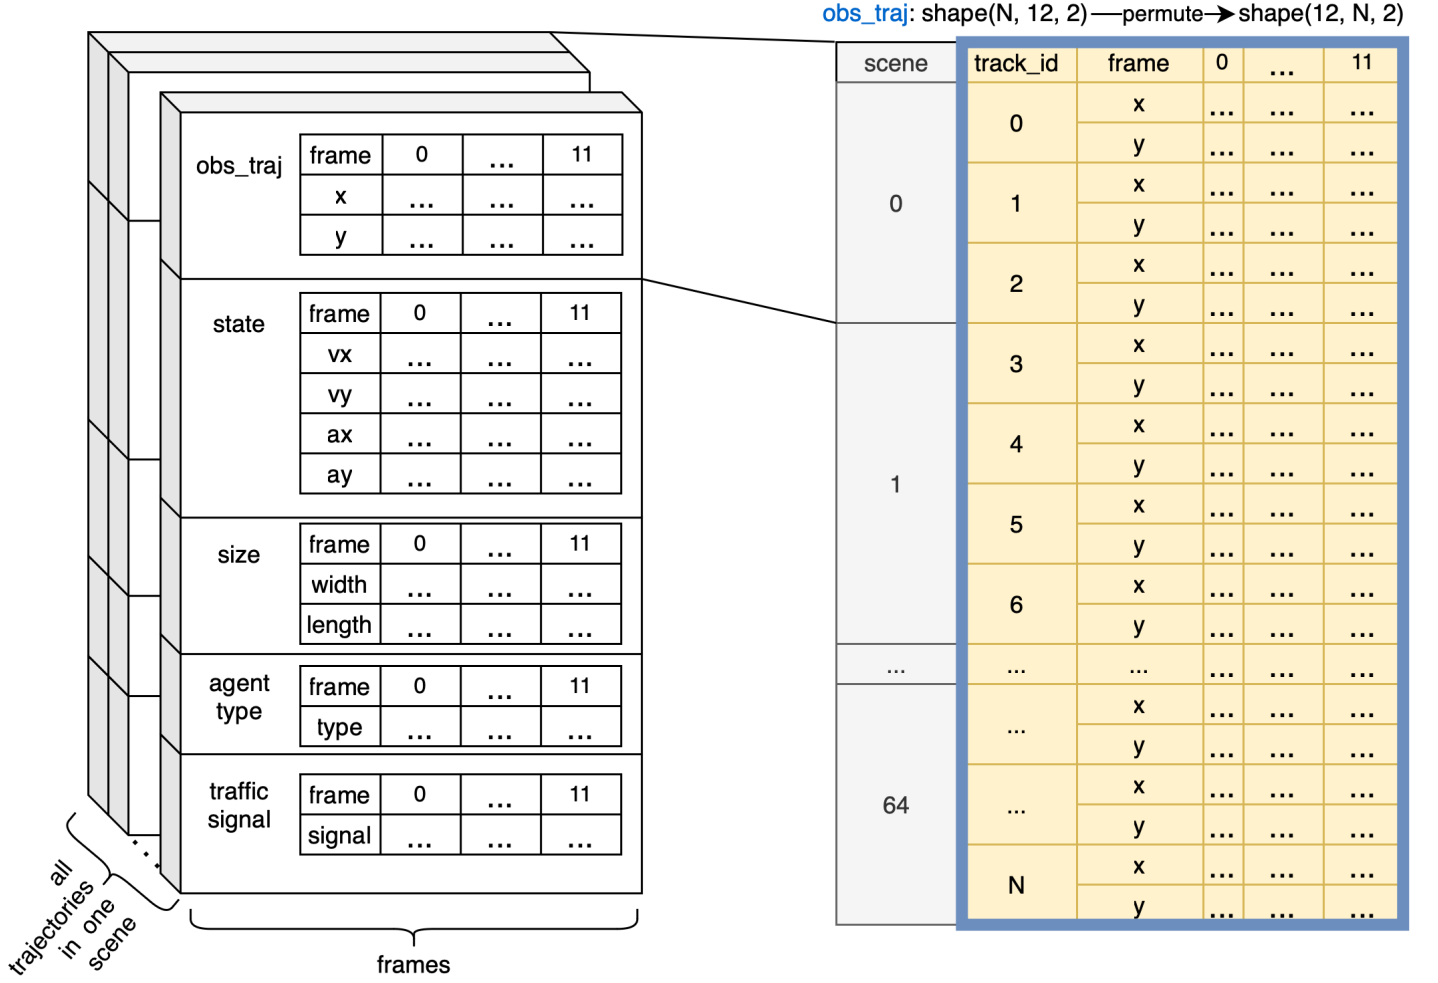 obs_traj: shape(N, 12, 2) permute shape(12, N, 2)
obs_traj
frame 0 ... 11
x ... ... ...
y ... ... ...
state
frame 0 ... 11
vx ... ... ...
vy ... ... ...
ax ... ... ...
ay ... ... ...
size
frame 0 ... 11
width ... ... ...
length ... ... ...
agent
type
frame 0 ... 11
type ... ... ...
traffic
signal
frame 0 ... 11
signal ... ... ...
...
all
trajectories
in one
scene
frames
scene track_id frame 0 ... 11
0
0
x ... ... ...
y ... ... ...
1
x ... ... ...
y ... ... ...
2
x ... ... ...
y ... ... ...
1
3
x ... ... ...
y ... ... ...
4
x ... ... ...
y ... ... ...
5
x ... ... ...
y ... ... ...
6
x ... ... ...
y ... ... ...
... ... ... ... ... ...
64
...
x ... ... ...
y ... ... ...
...
x ... ... ...
y ... ... ...
N
x ... ... ...
y ... ... ...